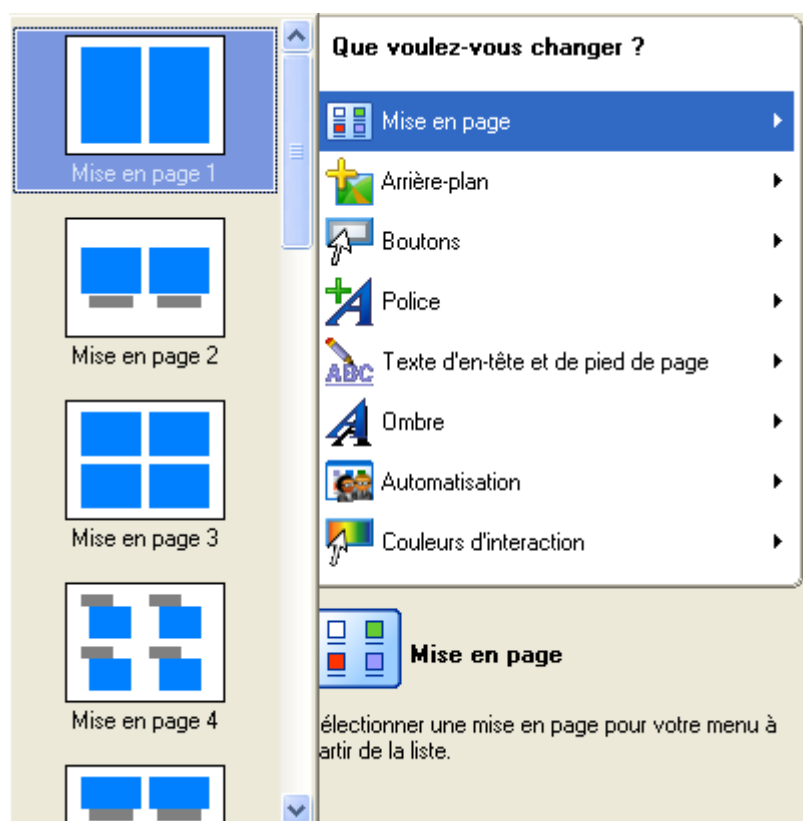 Mise en page 1
Mise en page 2
Mise en page 3
Mise en page 4
Que voulez-vous changer ?
Mise en page
Arrière-plan
Boutons
Police
ABC Texte d'en-tête et de pied de page
Ombre
Automatisation
Couleurs d'interaction
Mise en page
électionner une mise en page pour votre menu à
artir de la liste.